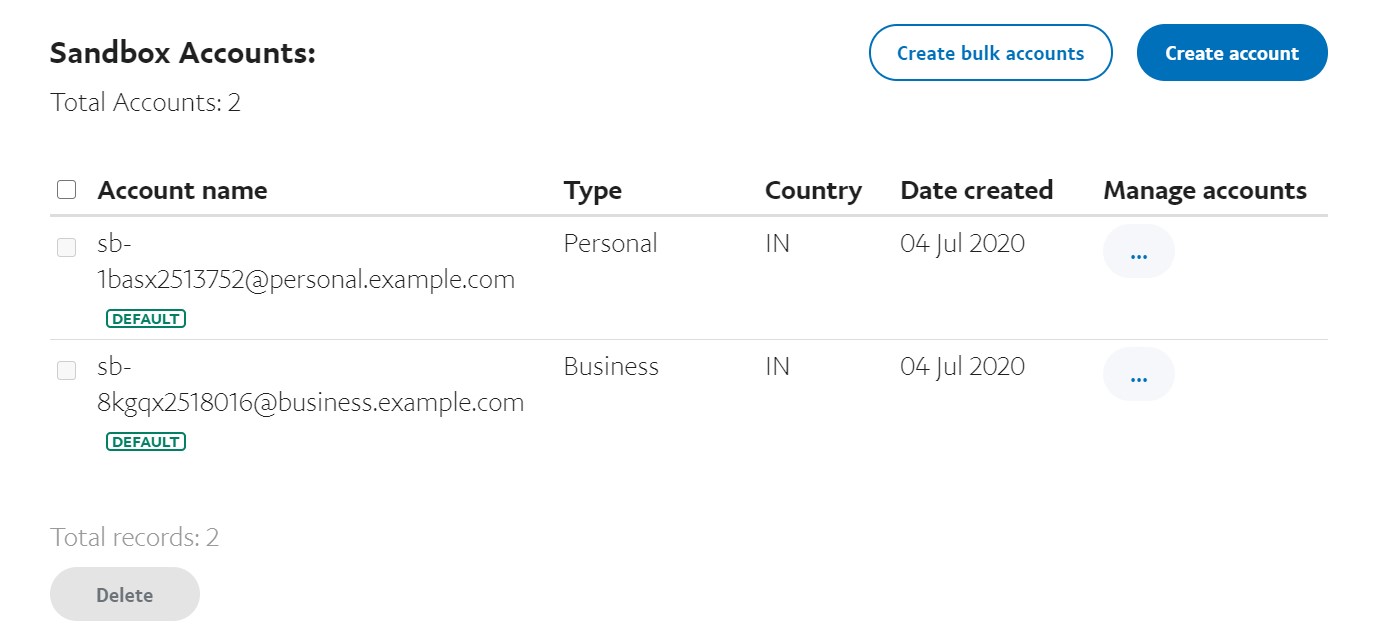 Sandbox Accounts:
Create bulk accounts
Create account
Total Accounts: 2
Account name Type Country Date created Manage accounts
sb- Personal IN 04 Jul 2020 ...
1basx2513752@personal.example.com
DEFAULT
sb- Business IN 04 Jul 2020 ...
8kgqx2518016@business.example.com
DEFAULT
Total records: 2
Delete